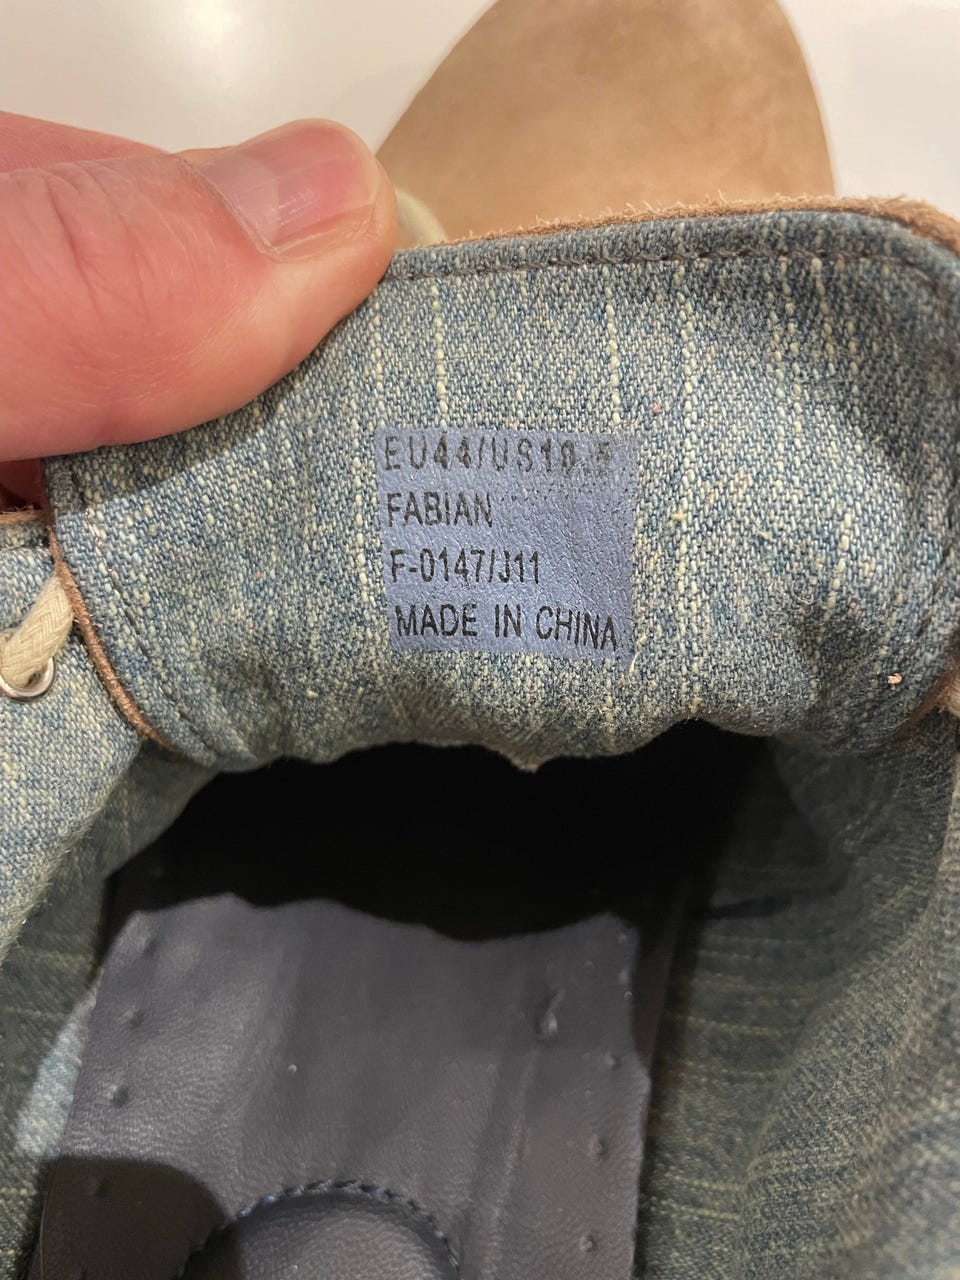 EU44/US10.5
FABIAN
F-0147/J11
MADE IN CHINA